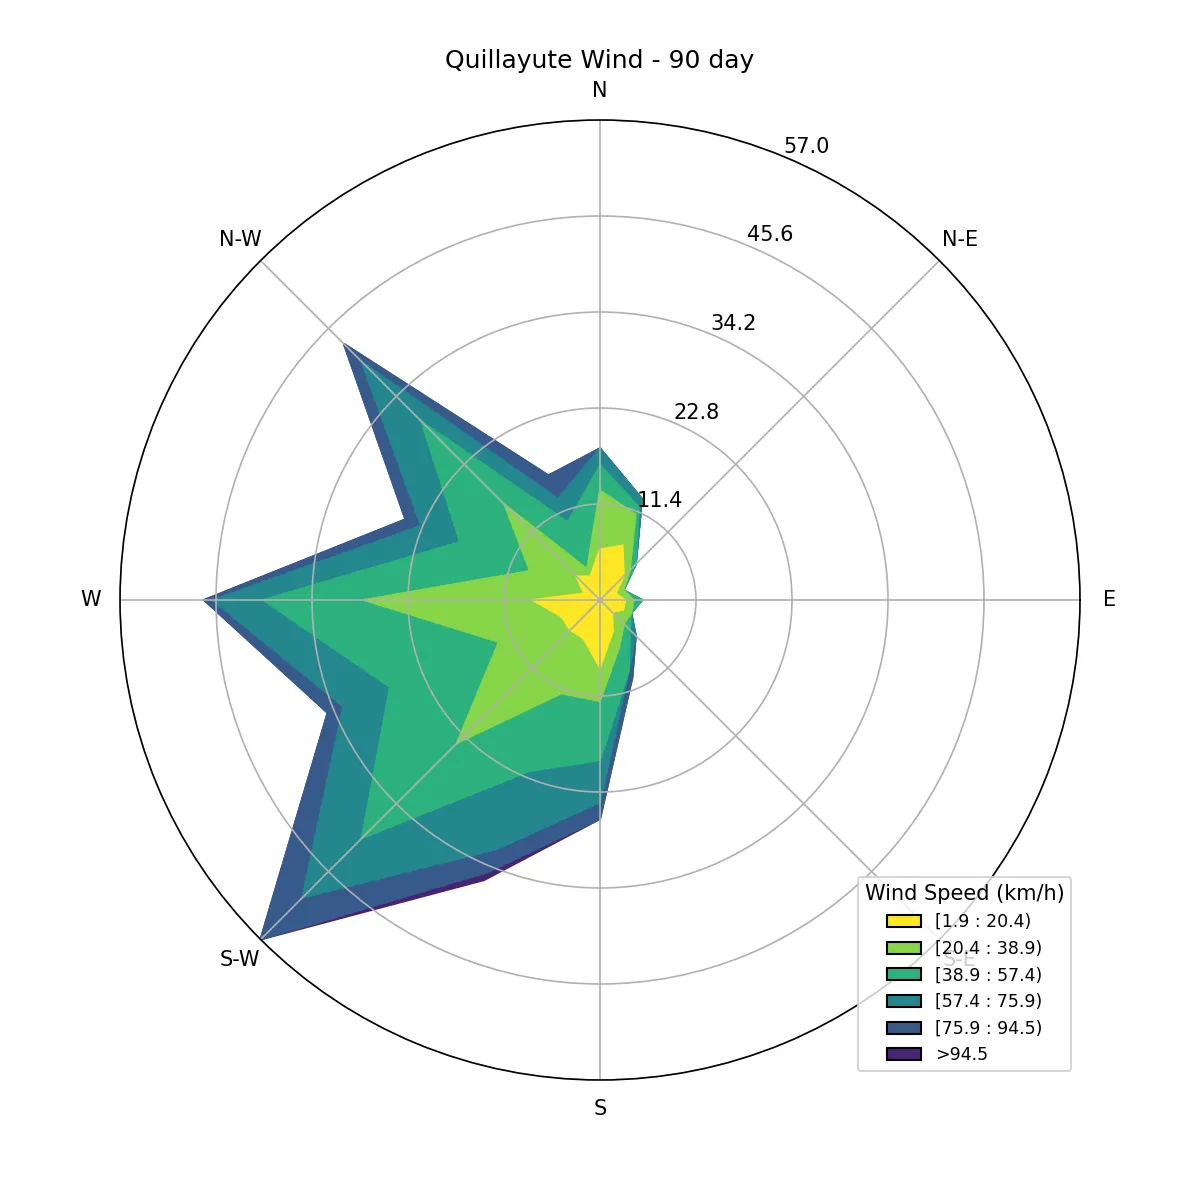 Quillayute Wind - 90 day
N
57.0
45.6
N-W
N-E
34.2
22.8
11.4
W
E
S-W
S-E
S
Wind Speed (km/h)
[1.9 : 20.4)
[20.4 : 38.9)
[38.9 : 57.4)
[57.4 : 75.9)
[75.9 : 94.5)
>94.5